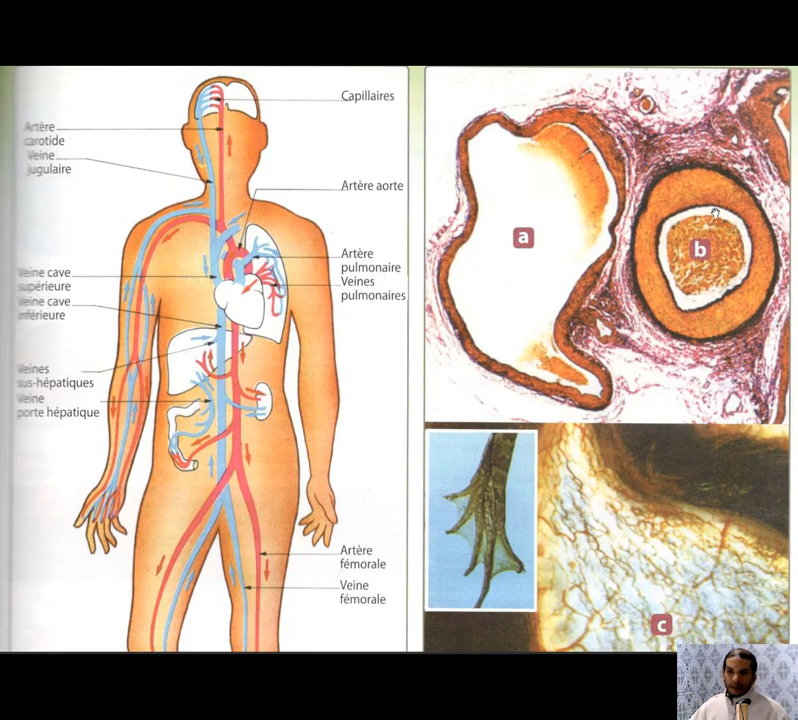 Capillaires
Artère
carotide
Veine
jugulaire
Artère aorte
Artère
pulmonaire
Veines
pulmonaires
Veine cave
supérieure
Veine cave
inférieure
Veines
sus-hépatiques
Veine
porte hépatique
Artère
fémorale
Veine
fémorale
a
b
c